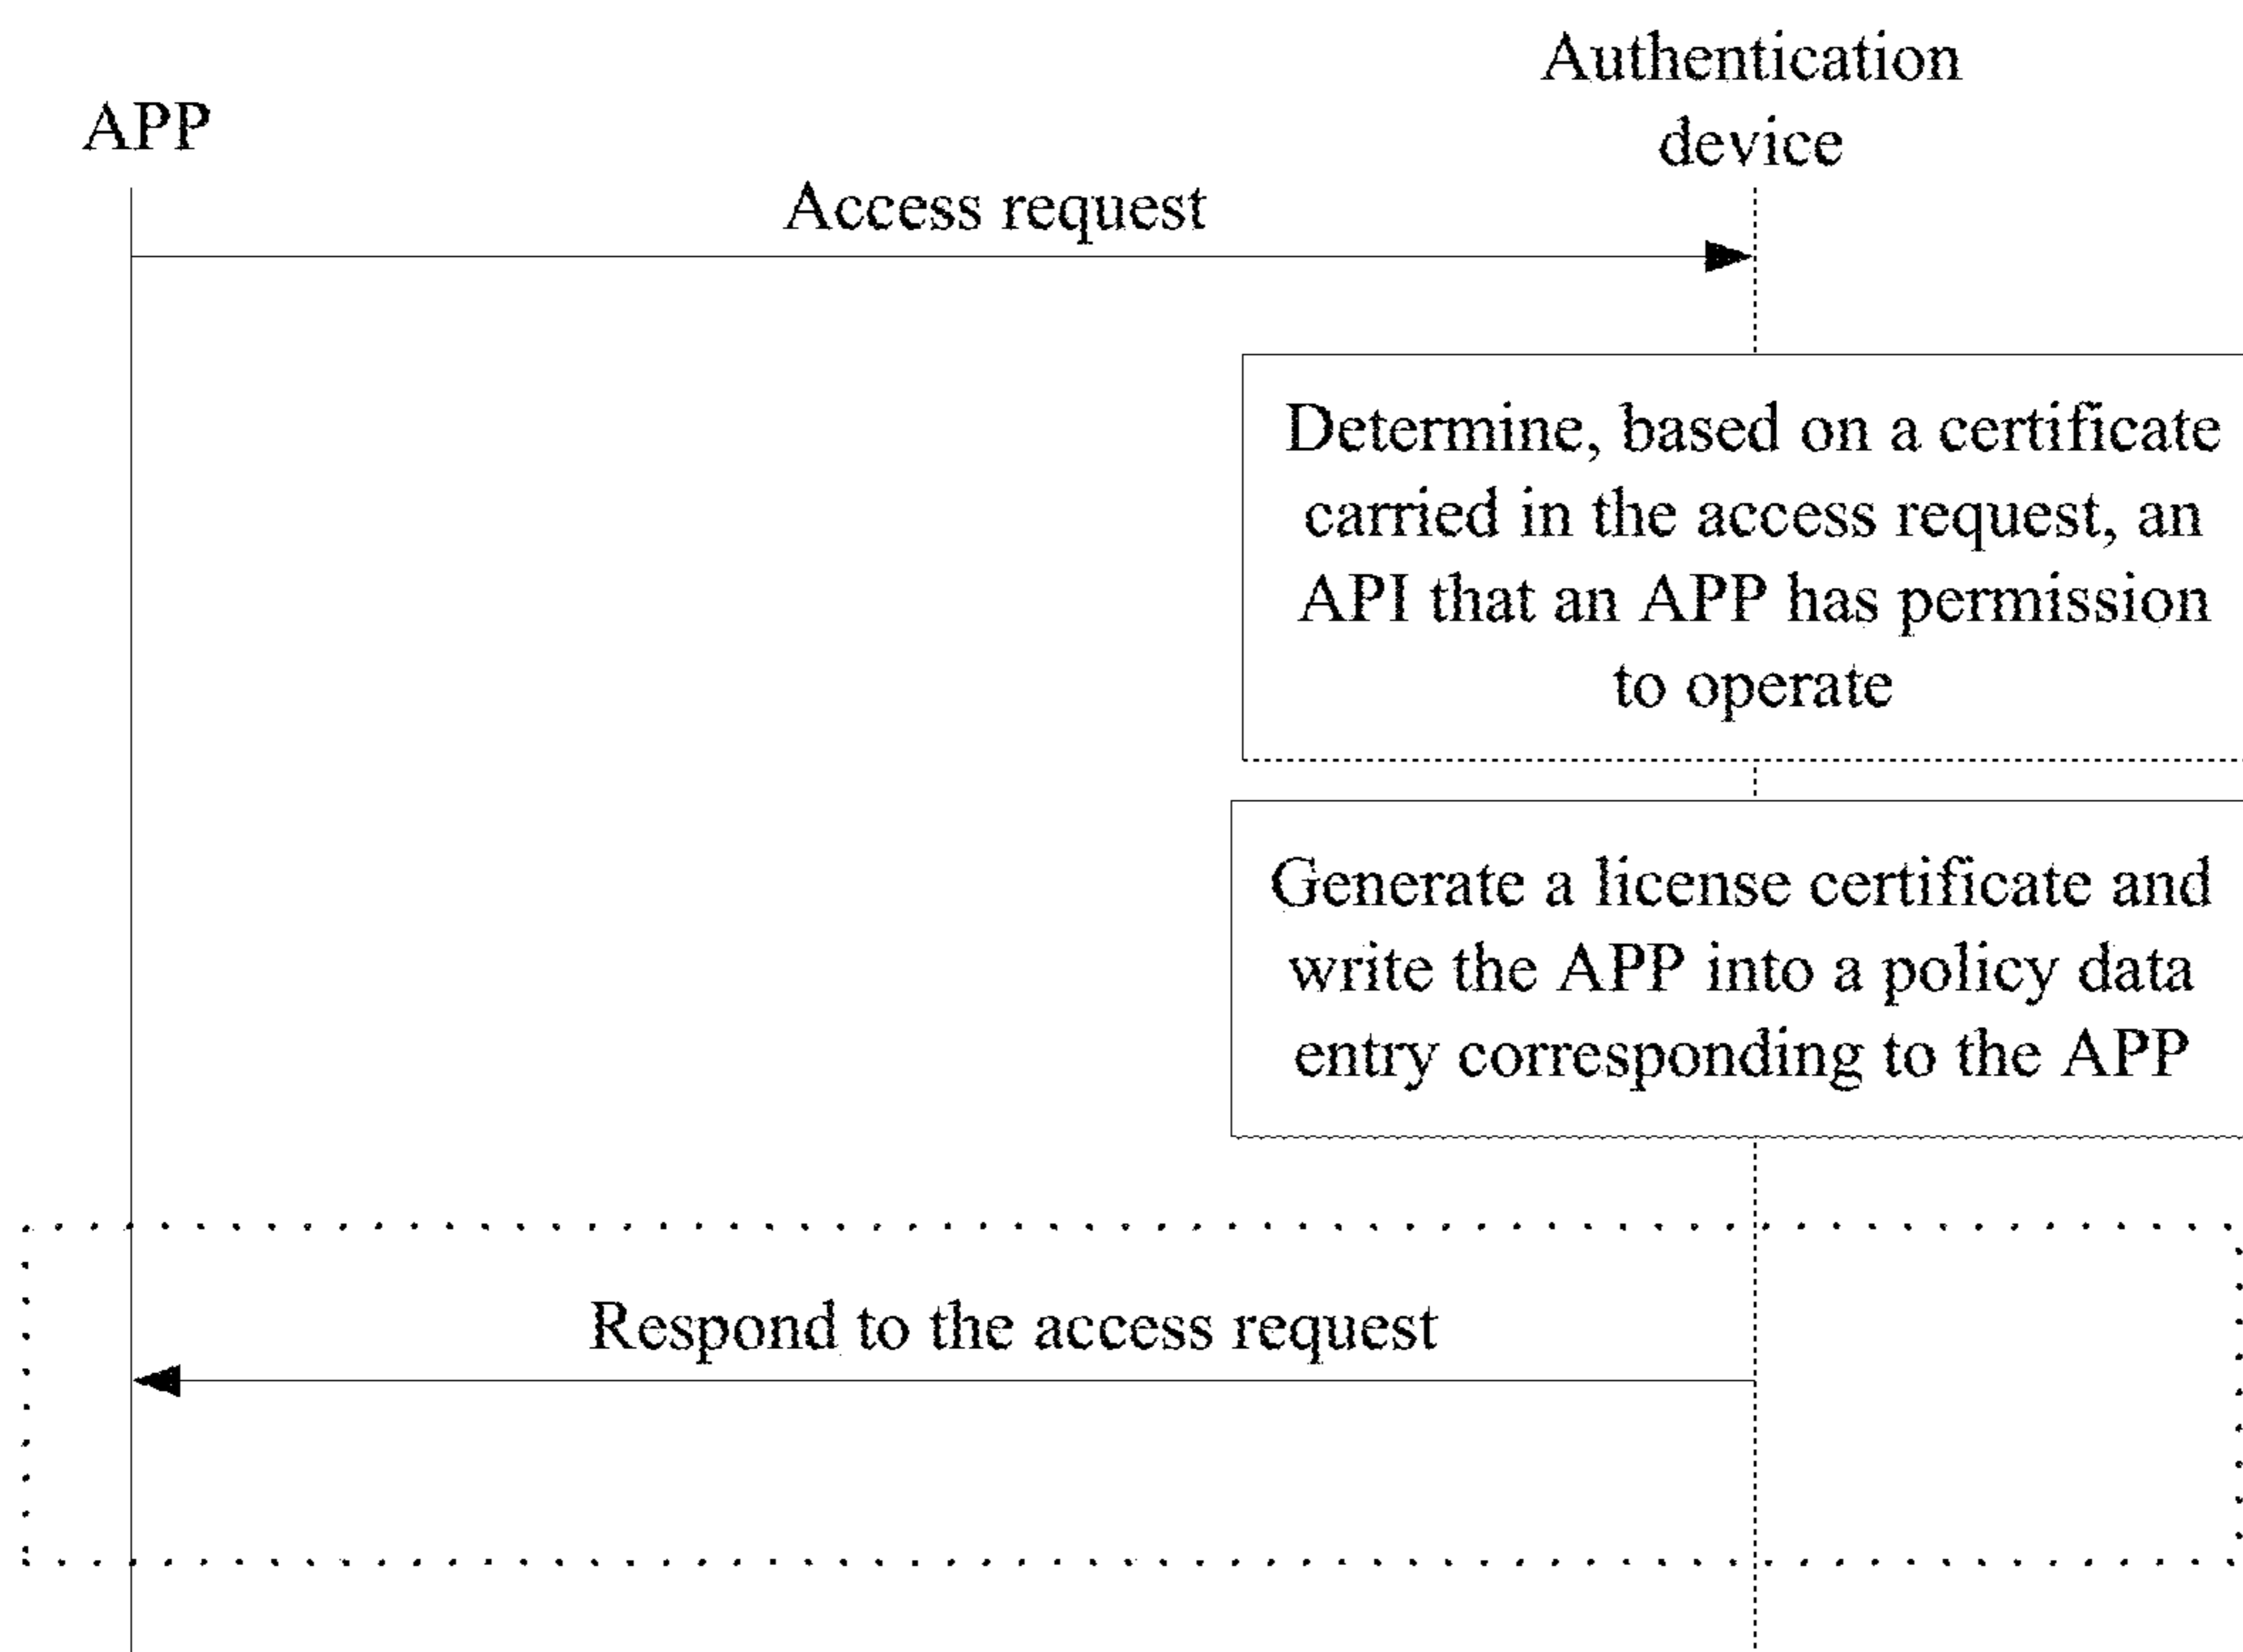 APP
Authentication
device
Access request
Determine, based on a certificate
carried in the access request, an
API that an APP has permission
to operate
Generate a license certificate and
write the APP into a policy data
entry corresponding to the APP
Respond to the access request